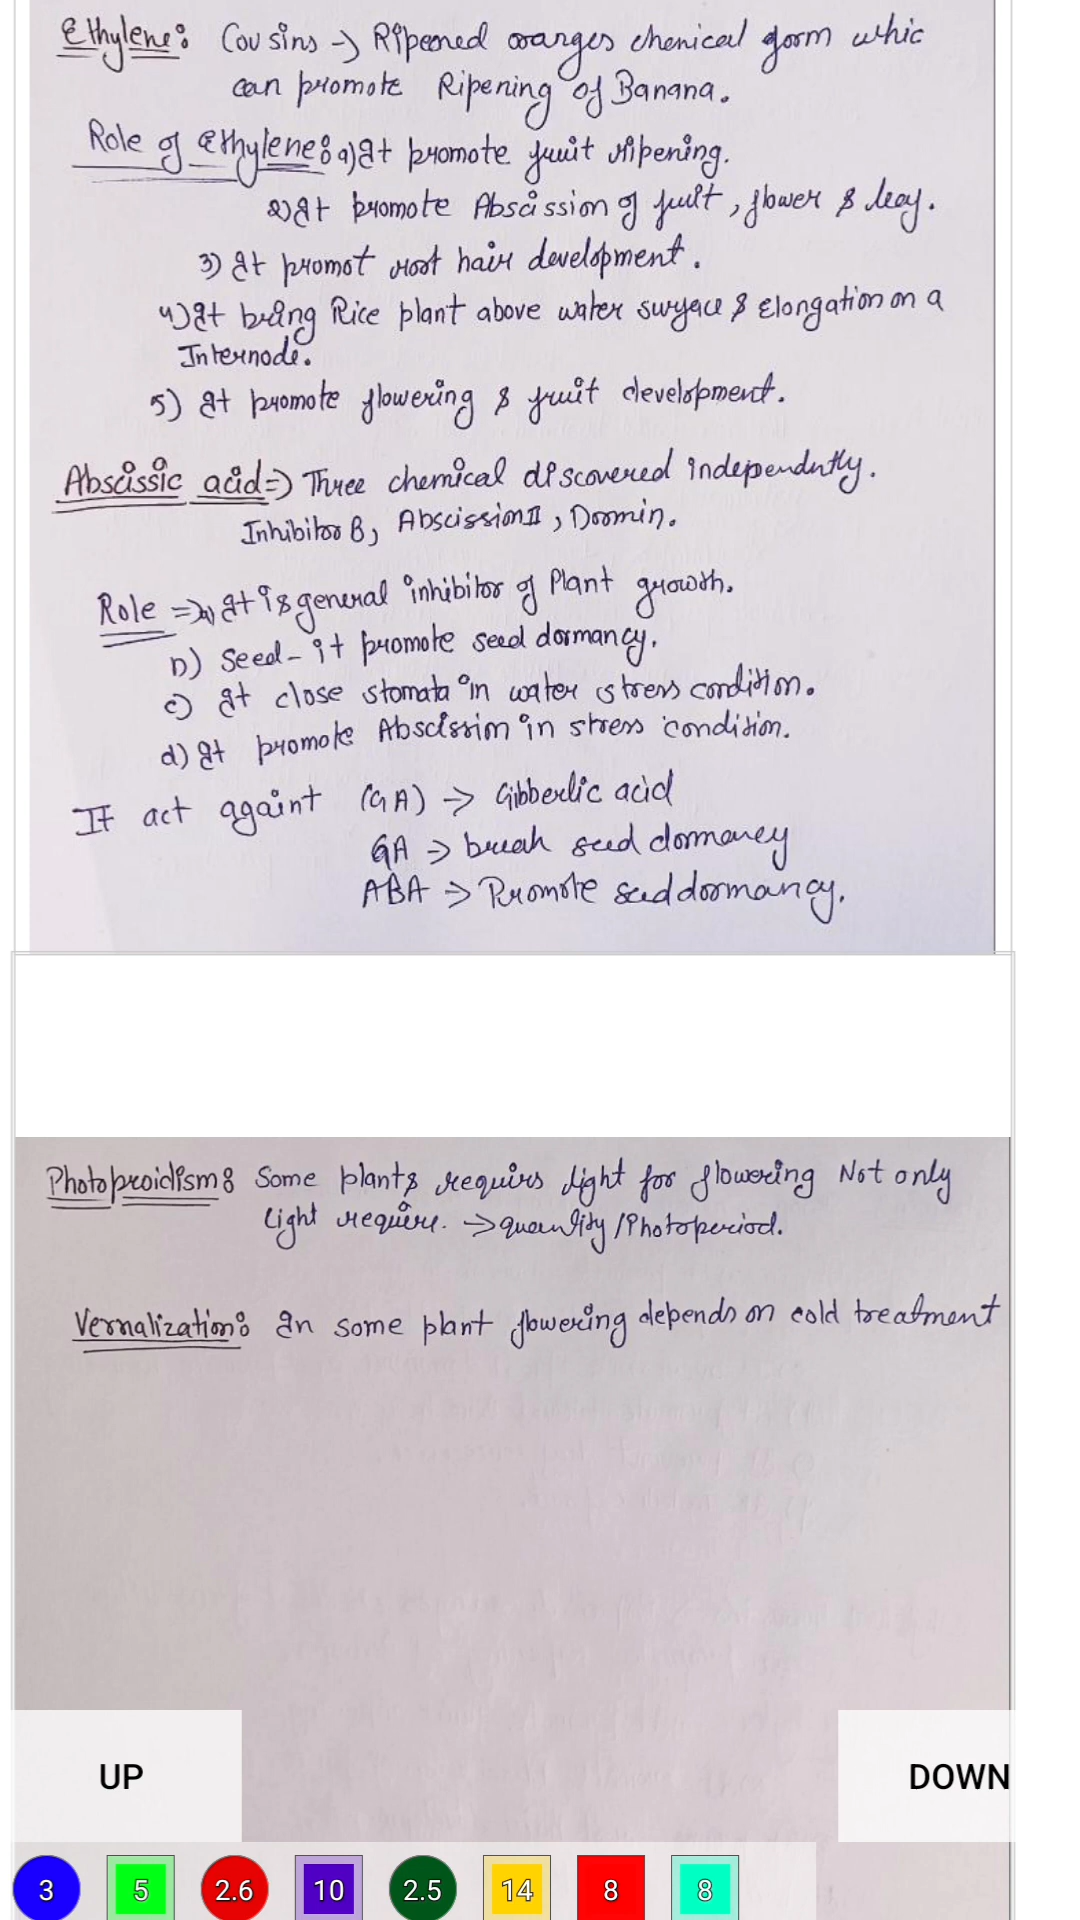 Ethylene: Cousins → Ripened oranges chemical form whic
can promote Ripening of Banana.
Role of Ethylene: a) It promote fruit ripening.
2) It promote Abscission of fruit, flower & leaf.
3) It promot root hair development.
4) It bring Rice plant above water surface & Elongation on a
Internode.
5) It promote flowering & fruit development.
Abscissic acid => Three chemical discovered independntly.
Inhibitor B, Abscission II, Dormin.
Role => a) It is general inhibitor of Plant growth.
b) Seed - it promote seed dormancy.
c) It close stomata in water stress condition.
d) It promote Abscission in stress condition.
It act againt (GA) → Gibberlic acid
GA → break seed dormancy
ABA → Promote seed dormancy.
Photoproidism: Some plants requirs light for flowering Not only
light require. → quantity / Photoperiod.
Vernalization: In some plant flowering depends on cold treatment
UP DOWN
3 5 2.6 10 2.5 14 8 8